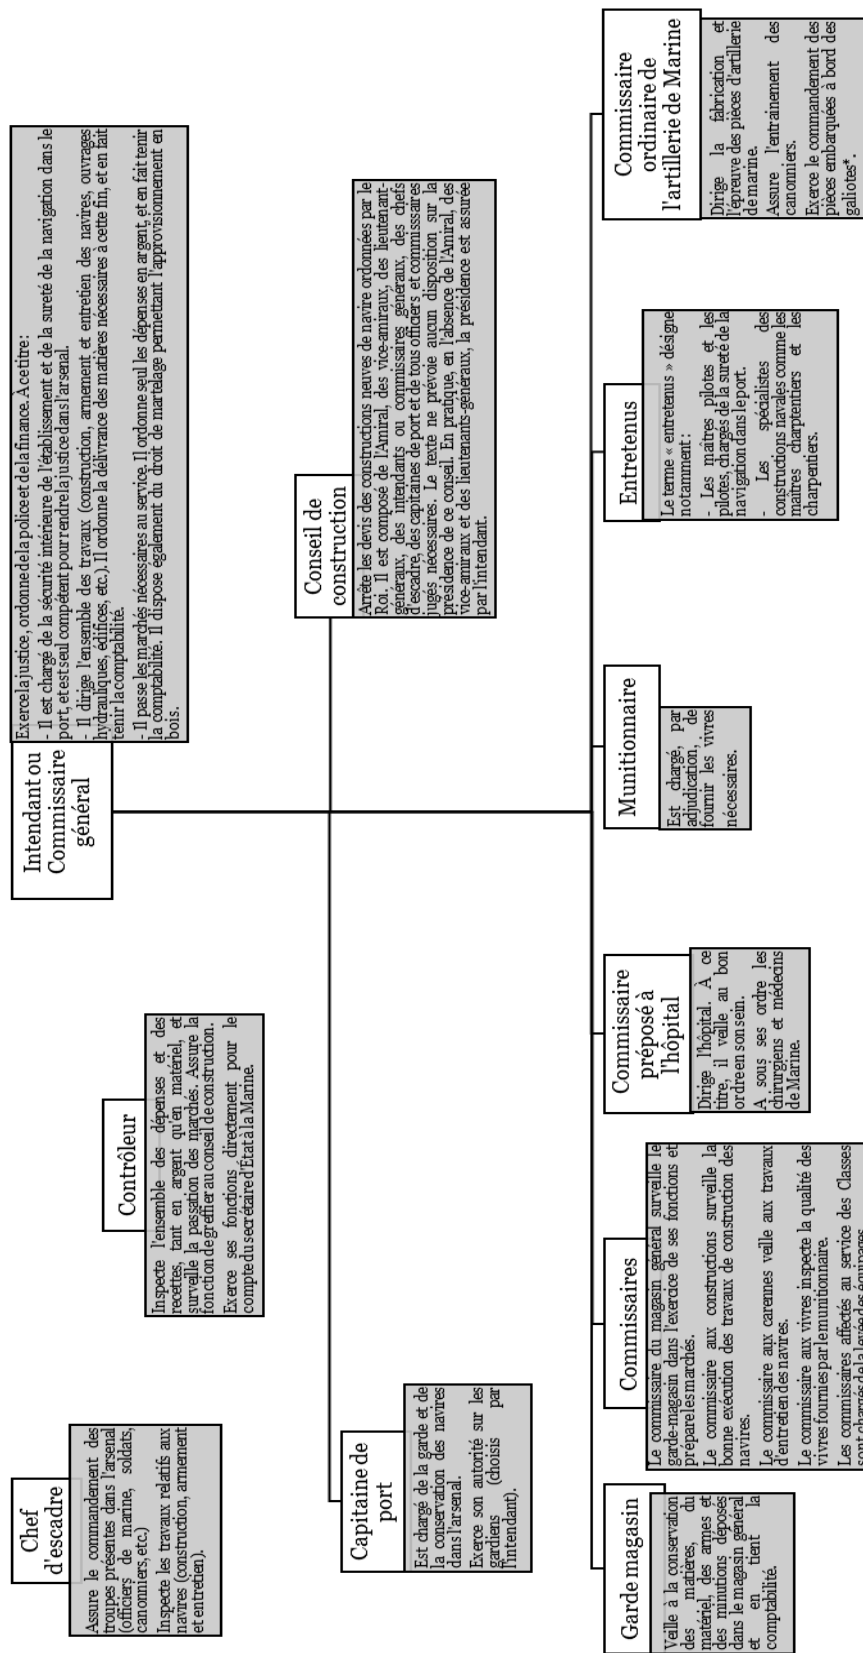 Chef
d'escadre
Assure le commandement des
troupes présentes dans l'arsenal
(officiers de marine, soldats,
canonniers, etc.)
Inspecte les travaux relatifs aux
navires (construction, armement
et entretien).
Contrôleur
Inspecte l'ensemble des dépenses et des
recettes, tant en argent qu'en matériel, et
surveille la passation des marchés. Assure la
fonction de greffier au conseil de construction.
Exerce ses fonctions directement pour le
compte du secrétaire d'État à la Marine.
Intendant ou
Commissaire
général
Exerce la justice, ordonne de la police et de la finance. À ce titre :
- Il est chargé de la sécurité intérieure de l'établissement et de la sureté de la navigation dans le
port, et est seul compétent pour rendre la justice dans l'arsenal.
- Il dirige l'ensemble des travaux (construction, armement et entretien des navires, ouvrages
hydrauliques, édifices, etc.). Il ordonne la délivrance des matières nécessaires à cette fin, et en fait
tenir la comptabilité.
- Il passe les marchés nécessaires au service. Il ordonne seul les dépenses en argent, et en fait tenir
la comptabilité. Il dispose également du droit de martelage permettant l'approvisionnement en
bois.
Capitaine de
port
Est chargé de la garde et de
la conservation des navires
dans l'arsenal.
Exerce son autorité sur les
gardiens (choisis par
l'intendant).
Conseil de
construction
Arrête les devis des constructions neuves de navire ordonnées par le
Roi. Il est composé de l'Amiral, des vice-amiraux, des lieutenant-
généraux, des intendants ou commissaires généraux, des chefs
d'escadre, des capitaines de port et de tous officiers et commisssaires
jugés nécessaires. Le texte ne prévoie aucun disposition sur la
présidence de ce conseil. En pratique, en l'absence de l'Amiral, des
vice-amiraux et des lieutenants-généraux, la présidence est assurée
par l'intendant.
Garde magasin
Veille à la conservation
des matières, du
matériel, des armes et
des minutions déposés
dans le magasin général
et en tient la
comptabilité.
Commissaires
Le commissaire du magasin général surveille le
garde-magasin dans l'exercice de ses fonctions et
prépare les marchés.
Le commissaire aux constructions surveille la
bonne exécution des travaux de construction des
navires.
Le commissaire aux carennes veille aux travaux
d'entretien des navires.
Le commissaire aux vivres inspecte la qualité des
vivres fournies par le munitionnaire.
Les commissaires affectés au service des Classes
sont chargés de la levée des équipages.
Commissaire
préposé à
l'hôpital
Dirige l'hôpital. À ce
titre, il veille au bon
ordre en son sein.
A sous ses ordre les
chirurgiens et médecins
de Marine.
Munitionnaire
Est chargé, par
adjudication, de
fournir les vivres
nécessaires.
Entretenus
Le terme « entretenus » désigne
notamment :
- Les maîtres pilotes et les
pilotes, chargés de la sureté de la
navigation dans le port.
- Les spécialistes des
constructions navales comme les
maitres charptentiers et les
charpentiers.
Commissaire
ordinaire de
l'artillerie de Marine
Dirige la fabrication et
l'épreuve des pièces d'artillerie
de marine.
Assure l'entrainement des
canonniers.
Exerce le commandement des
pièces embarquées à bord des
galiotes*.